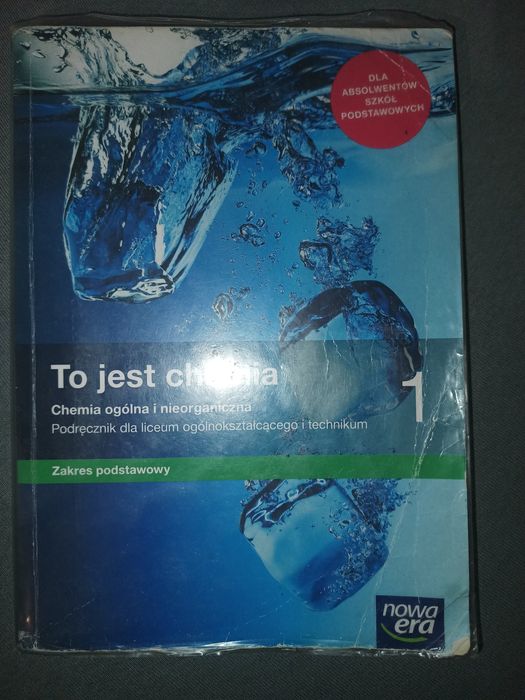 DLA
ABSOLWENTÓW
SZKÓŁ
PODSTAWOWYCH
To jest chemia
1
Chemia ogólna i nieorganiczna
Podręcznik dla liceum ogólnokształcącego i technikum
Zakres podstawowy
nowa
era